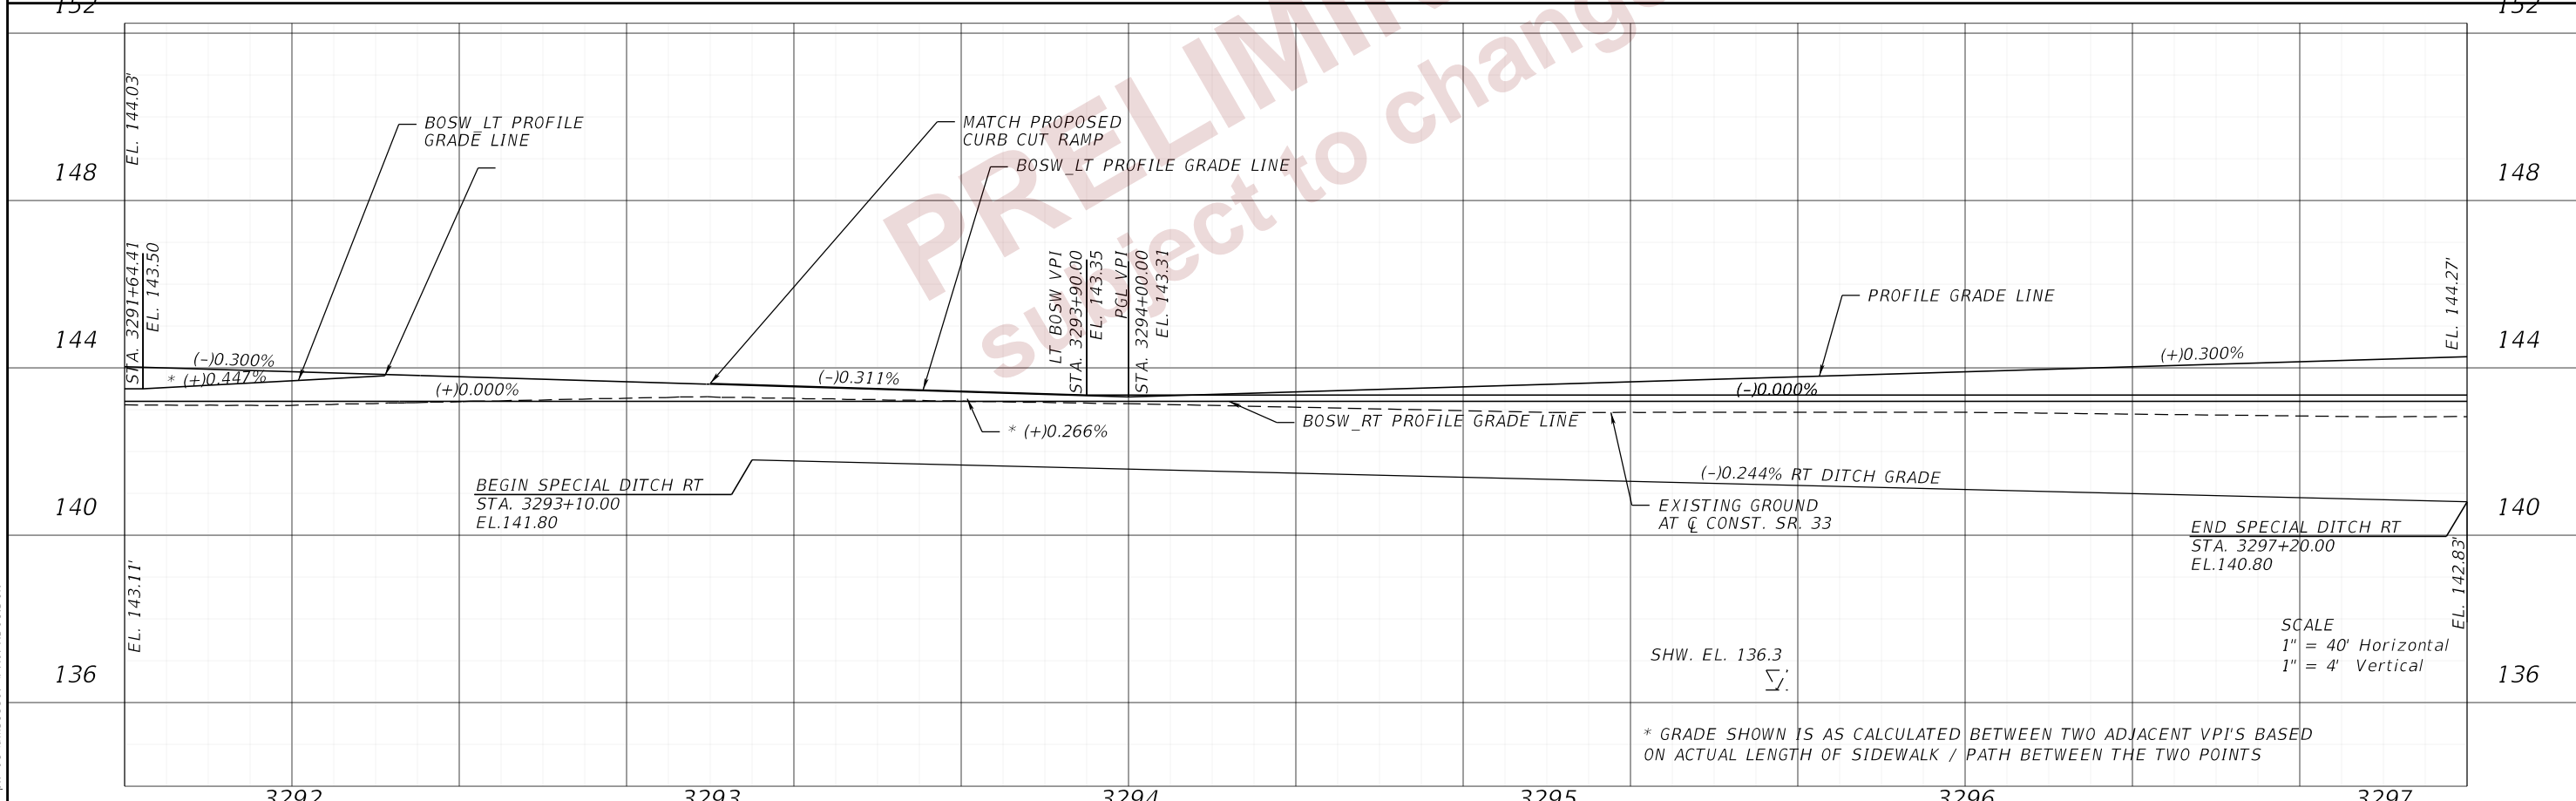 152
152
PRELIMIN
subject to change
EL. 144.03'
BOSW_LT PROFILE
GRADE LINE
MATCH PROPOSED
CURB CUT RAMP
BOSW_LT PROFILE GRADE LINE
148
148
STA. 3291+64.41
EL. 143.50
LT BOSW VPI
STA. 3293+90.00
EL. 143.35
PGL VPI
STA. 3294+00.00
EL. 143.31
PROFILE GRADE LINE
EL. 144.27'
144
144
(-)0.300%
* (+)0.447%
(+)0.000%
(-)0.311%
(+)0.300%
(-)0.000%
* (+)0.266%
BOSW_RT PROFILE GRADE LINE
(-)0.244% RT DITCH GRADE
BEGIN SPECIAL DITCH RT
STA. 3293+10.00
EL.141.80
EXISTING GROUND
AT ℄ CONST. SR. 33
140
140
END SPECIAL DITCH RT
STA. 3297+20.00
EL.140.80
EL. 143.11'
EL. 142.83'
SCALE
1" = 40' Horizontal
1" = 4' Vertical
SHW. EL. 136.3
136
136
* GRADE SHOWN IS AS CALCULATED BETWEEN TWO ADJACENT VPI'S BASED
ON ACTUAL LENGTH OF SIDEWALK / PATH BETWEEN THE TWO POINTS
3292
3293
3294
3295
3296
3297